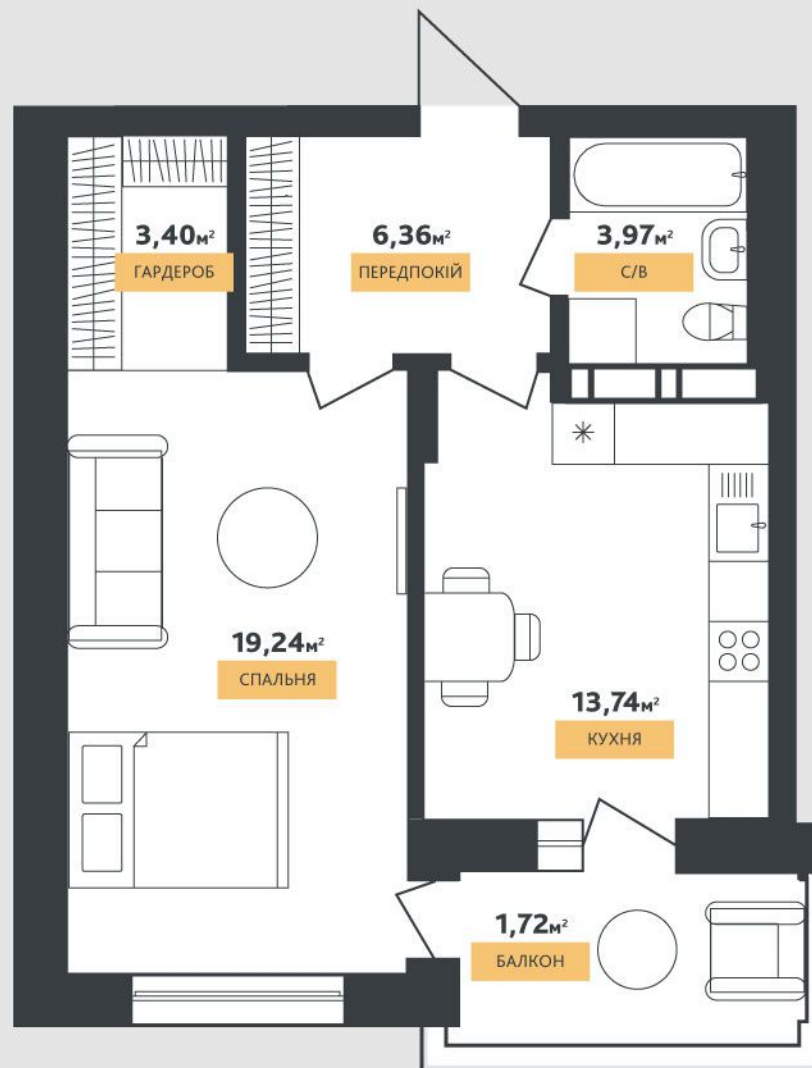 3,40м²
ГАРДЕРОБ
6,36м²
ПЕРЕДПОКІЙ
3,97м²
С/В
19,24м²
СПАЛЬНЯ
13,74м²
КУХНЯ
1,72м²
БАЛКОН